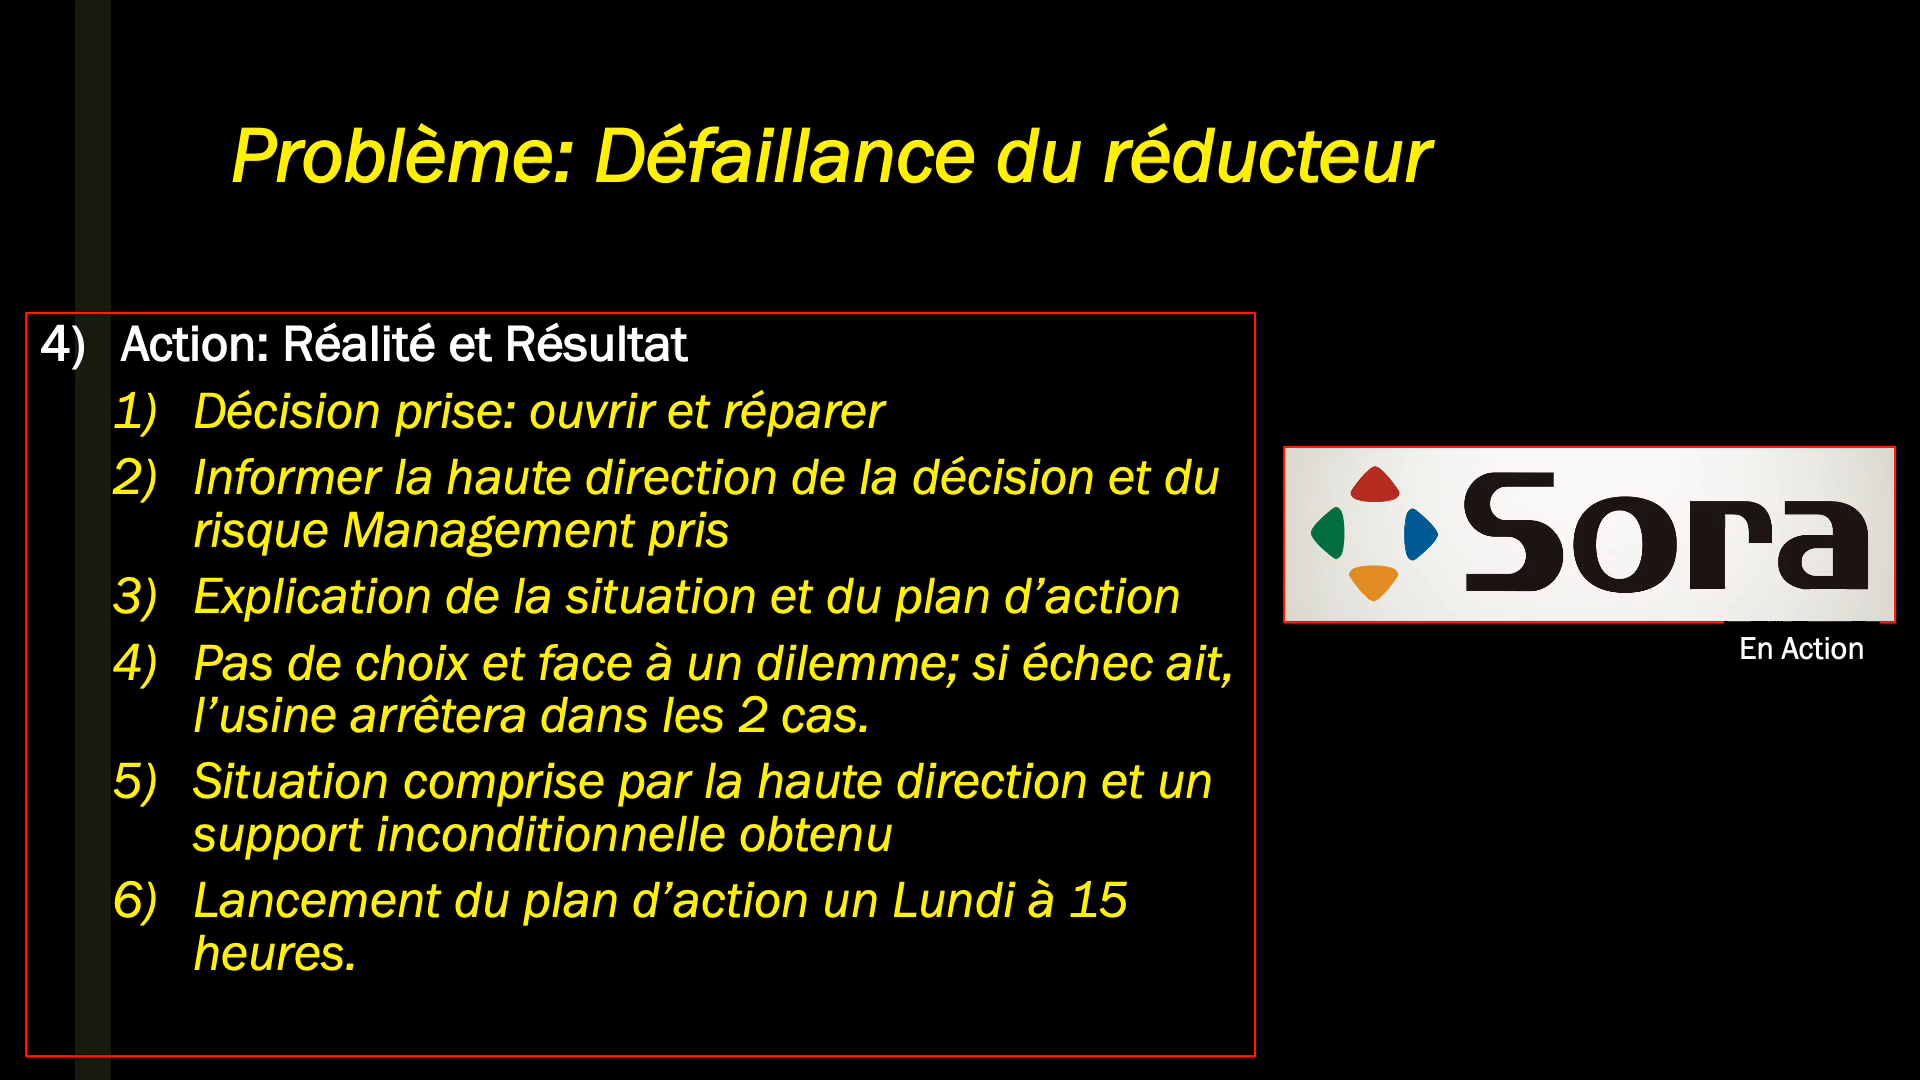 Problème: Défaillance du réducteur
4) Action: Réalité et Résultat
1) Décision prise: ouvrir et réparer
2) Informer la haute direction de la décision et du
risque Management pris
3) Explication de la situation et du plan d’action
4) Pas de choix et face à un dilemme; si échec ait,
l’usine arrêtera dans les 2 cas.
5) Situation comprise par la haute direction et un
support inconditionnelle obtenu
6) Lancement du plan d’action un Lundi à 15
heures.
Sora
En Action